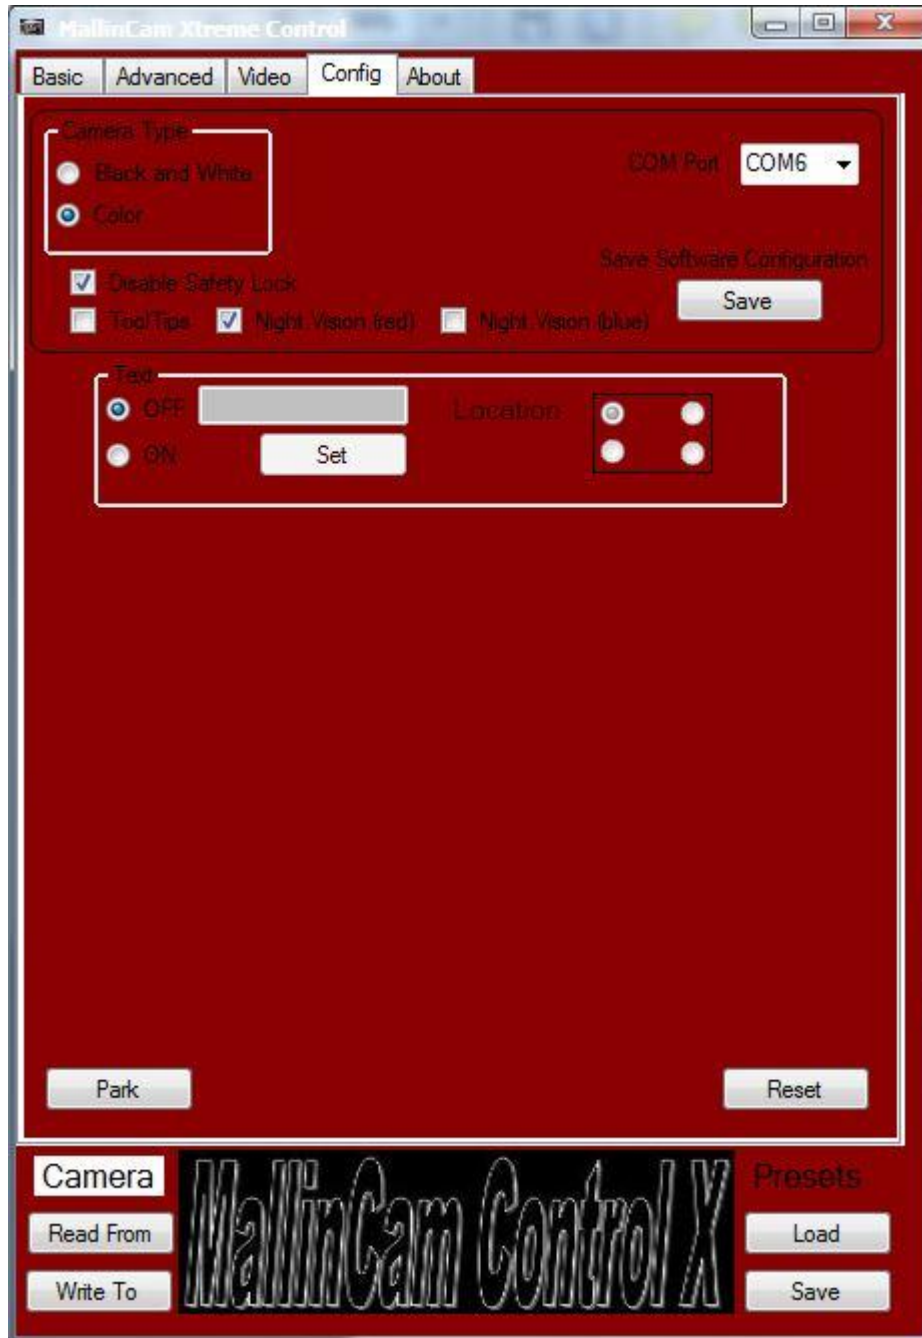 MallinCam Xtreme Control
Basic Advanced Video Config About
Camera Type
Black and White
COM Port COM6
Color
Save Software Configuration
Disable Safety Lock
Save
ToolTips Night Vision (red) Night Vision (blue)
Text
OFF Location
ON Set
Park Reset
Camera MallinCam Control X Presets
Read From Load
Write To Save